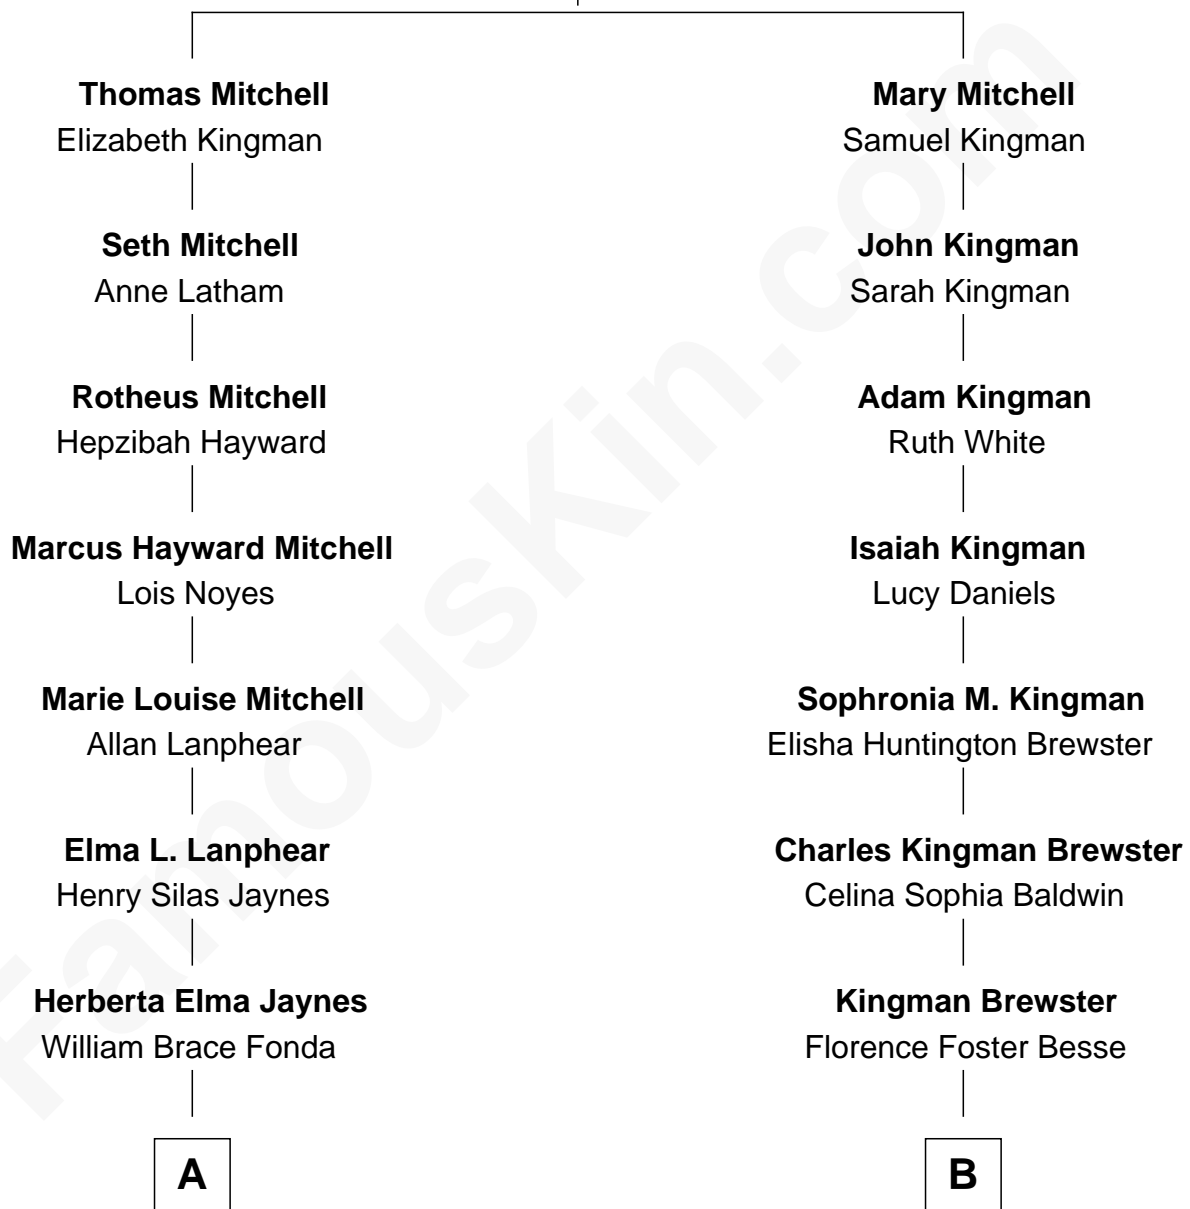 Thomas Mitchell
Elizabeth Kingman
Seth Mitchell
Anne Latham
Rotheus Mitchell
Hepzibah Hayward
Marcus Hayward Mitchell
Lois Noyes
Marie Louise Mitchell
Allan Lanphear
Elma L. Lanphear
Henry Silas Jaynes
Herberta Elma Jaynes
William Brace Fonda
A
Mary Mitchell
Samuel Kingman
John Kingman
Sarah Kingman
Adam Kingman
Ruth White
Isaiah Kingman
Lucy Daniels
Sophronia M. Kingman
Elisha Huntington Brewster
Charles Kingman Brewster
Celina Sophia Baldwin
Kingman Brewster
Florence Foster Besse
B
FamousKin.com